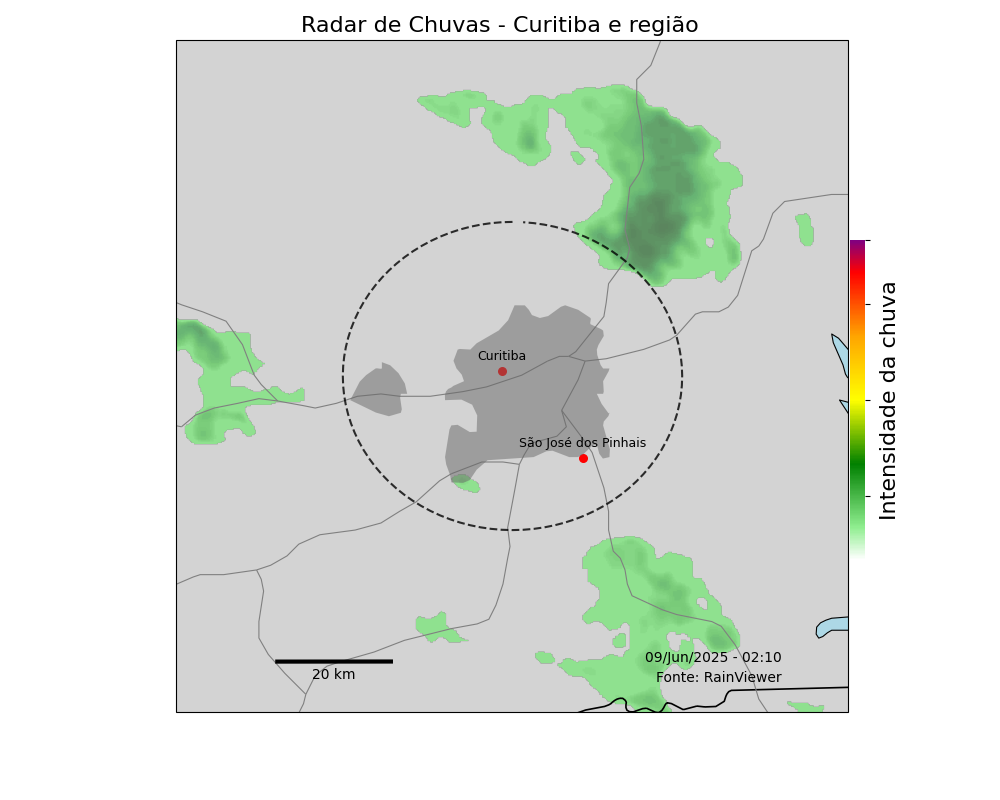 Radar de Chuvas - Curitiba e região
Curitiba
São José dos Pinhais
Intensidade da chuva
09/Jun/2025 - 02:10
20 km
Fonte: RainViewer